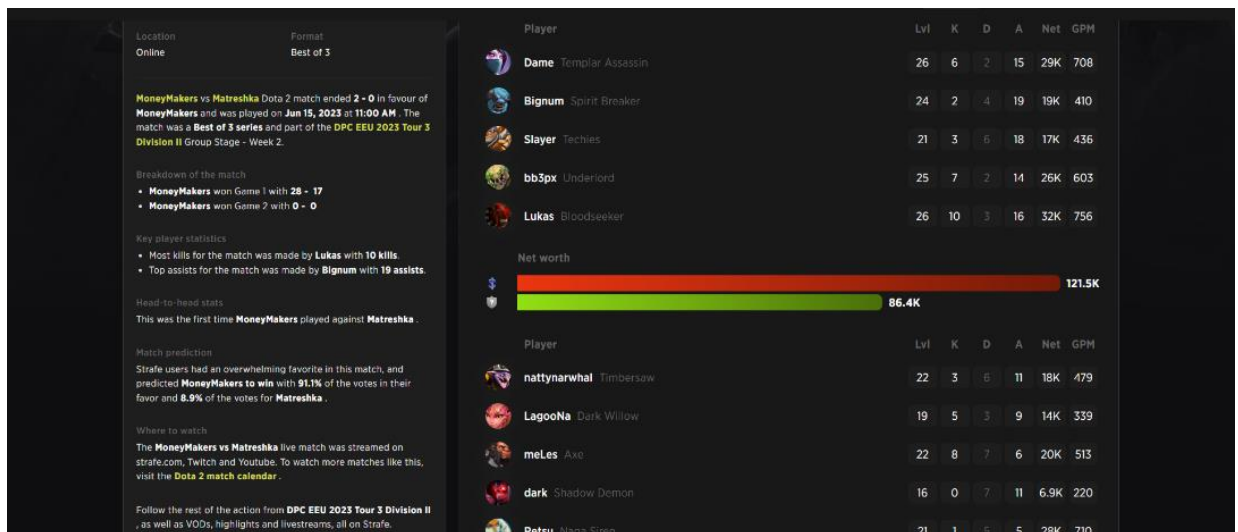 Location Format
Online Best of 3
MoneyMakers vs Matreshka Dota 2 match ended 2 - 0 in favour of
MoneyMakers and was played on Jun 15, 2023 at 11:00 AM . The
match was a Best of 3 series and part of the DPC EEU 2023 Tour 3
Division II Group Stage - Week 2.
Breakdown of the match
• MoneyMakers won Game 1 with 28 - 17
• MoneyMakers won Game 2 with 0 - 0
Key player statistics
• Most kills for the match was made by Lukas with 10 kills.
• Top assists for the match was made by Bignum with 19 assists.
Head-to-head stats
This was the first time MoneyMakers played against Matreshka .
Match prediction
Strafe users had an overwhelming favorite in this match, and
predicted MoneyMakers to win with 91.1% of the votes in their
favor and 8.9% of the votes for Matreshka .
Where to watch
The MoneyMakers vs Matreshka live match was streamed on
strafe.com, Twitch and Youtube. To watch more matches like this,
visit the Dota 2 match calendar .
Follow the rest of the action from DPC EEU 2023 Tour 3 Division II
, as well as VODs, highlights and livestreams, all on Strafe.
Player Lvl K D A Net GPM
Dame Templar Assassin 26 6 2 15 29K 708
Bignum Spirit Breaker 24 2 4 19 19K 410
Slayer Techies 21 3 6 18 17K 436
bb3px Underlord 25 7 2 14 26K 603
Lukas Bloodseeker 26 10 3 16 32K 756
Net worth
121.5K
86.4K
Player Lvl K D A Net GPM
nattynarwhal Timbersaw 22 3 6 11 18K 479
LagooNa Dark Willow 19 5 3 9 14K 339
meLes Axe 22 8 7 6 20K 513
dark Shadow Demon 16 0 7 11 6.9K 220
Petsu Naga Siren 21 1 5 5 28K 710